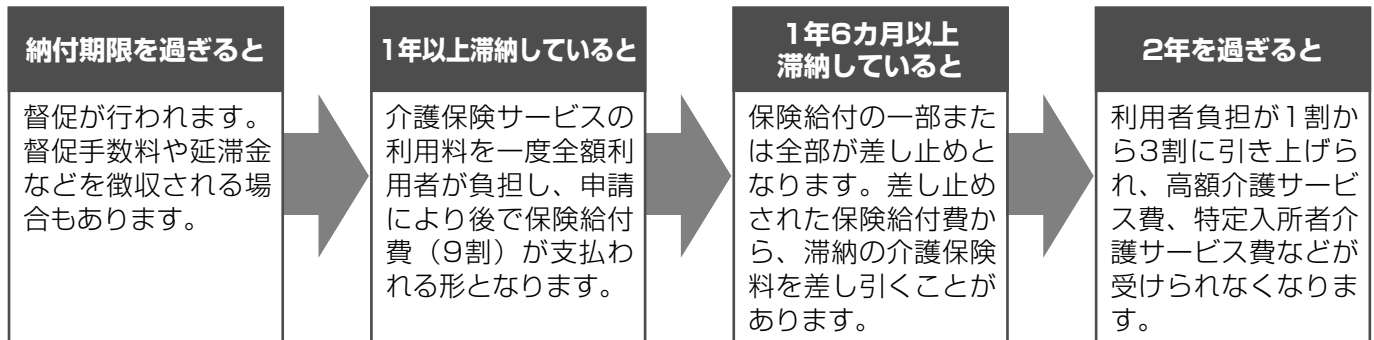 納付期限を過ぎると
督促が行われます。
督促手数料や延滞金
などを徴収される場
合もあります。
1年以上滞納していると
介護保険サービスの
利用料を一度全額利
用者が負担し、申請
により後で保険給付
費（9割）が支払わ
れる形となります。
1年6カ月以上
滞納していると
保険給付の一部また
は全部が差し止めと
なります。差し止め
された保険給付費か
ら、滞納の介護保険
料を差し引くことが
あります。
2年を過ぎると
利用者負担が1割か
ら3割に引き上げら
れ、高額介護サービ
ス費、特定入所者介
護サービス費などが
受けられなくなりま
す。